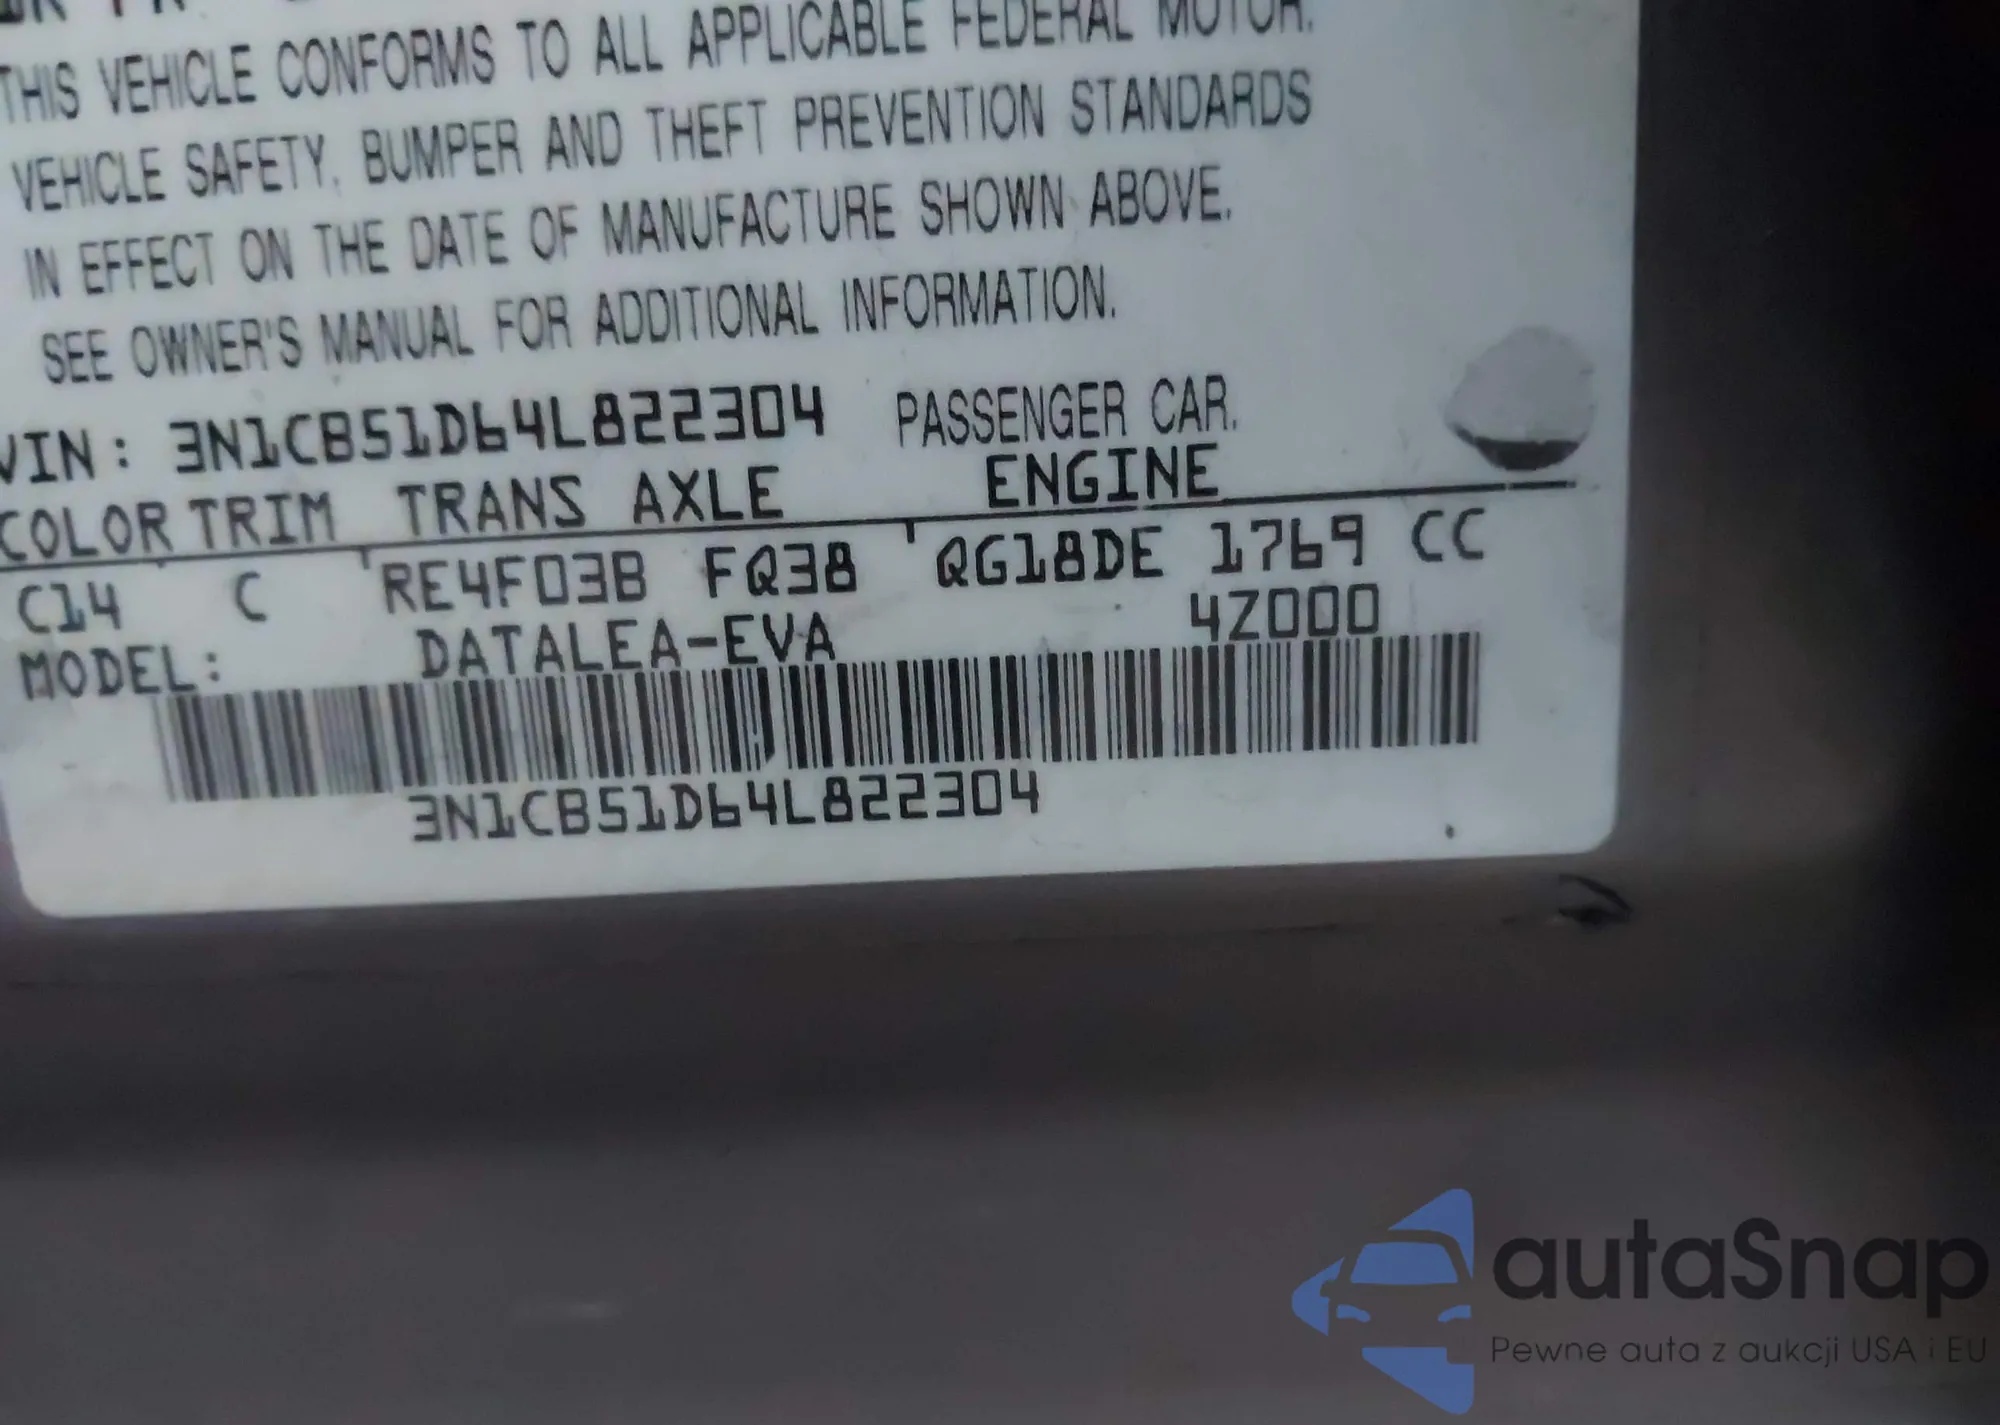 THIS VEHICLE CONFORMS TO ALL APPLICABLE FEDERAL MOTOR.
VEHICLE SAFETY, BUMPER AND THEFT PREVENTION STANDARDS
IN EFFECT ON THE DATE OF MANUFACTURE SHOWN ABOVE.
SEE OWNER'S MANUAL FOR ADDITIONAL INFORMATION.
VIN: 3N1CB51D64L822304 PASSENGER CAR.
COLOR TRIM TRANS AXLE ENGINE
C14 C RE4F03B FQ38 QG18DE 1769 CC
MODEL: DATALEA-EVA 4Z000
3N1CB51D64L822304
autaSnap
Pewne auta z aukcji USA i EU